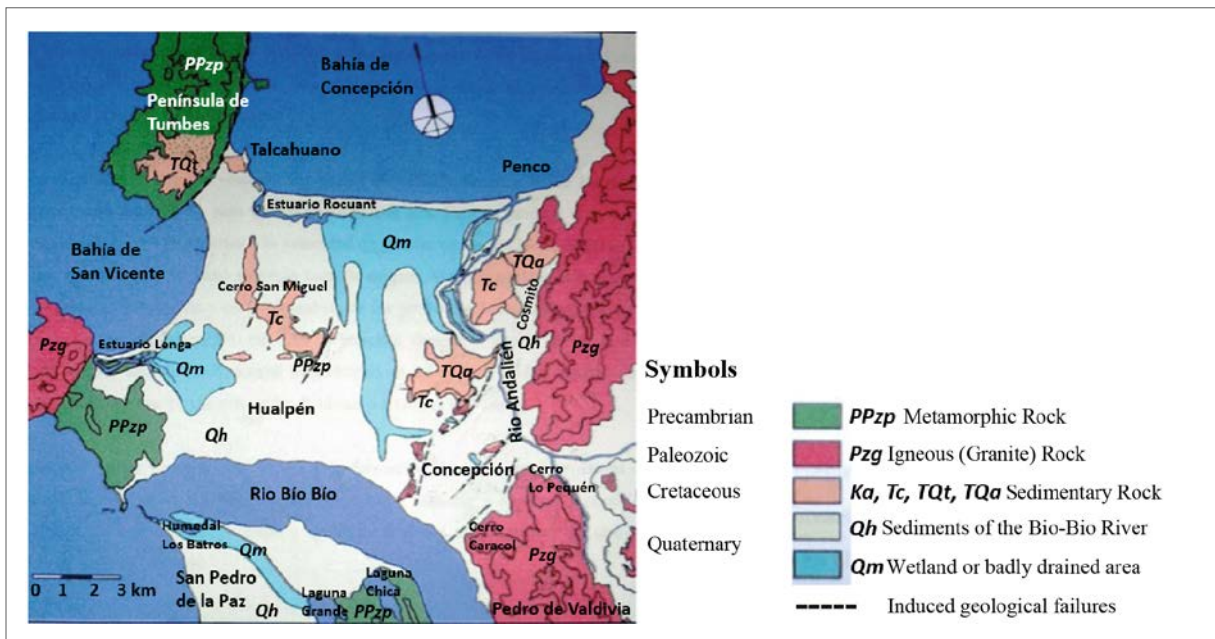 PPzp
Península de
Tumbes
TQt
Bahía de
Concepción
Talcahuano
Penco
Estuario Rocuant
Bahía de
San Vicente
Qm
TQa
Tc
Cosmito
Qh
Pzg
Cerro San Miguel
Tc
PPzp
Pzg
Estuario Lenga
Qm
TQa
Tc
Rio Andalién
PPzp
Hualpén
Qh
Concepción
Cerro
Lo Pequén
Rio Bío Bío
Cerro
Caracol
Pzg
Humedal
Los Batros
Qm
San Pedro
de la Paz
Qh
Laguna
Grande
Laguna
Chica
PPzp
Pedro de Valdivia
0 1 2 3 km
Symbols
Precambrian
PPzp Metamorphic Rock
Paleozoic
Pzg Igneous (Granite) Rock
Cretaceous
Ka, Tc, TQt, TQa Sedimentary Rock
Quaternary
Qh Sediments of the Bio-Bio River
Qm Wetland or badly drained area
Induced geological failures